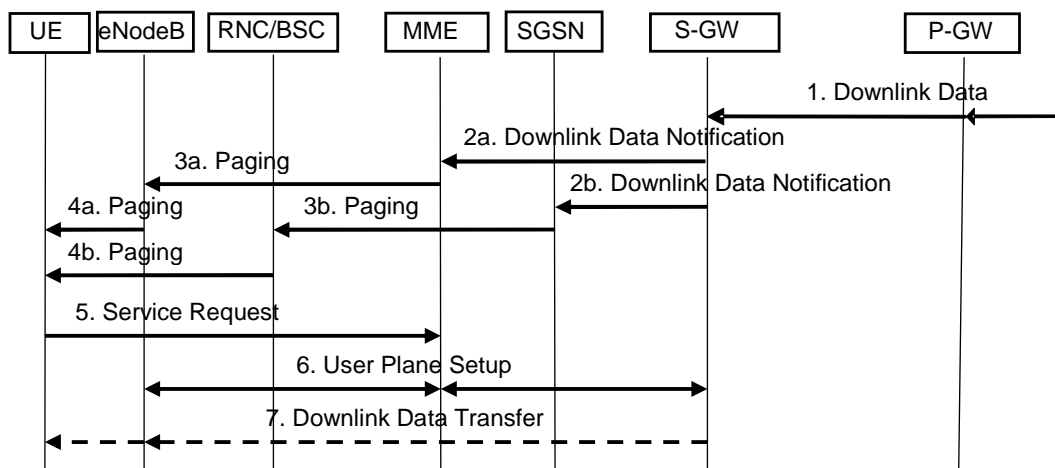 UE eNodeB RNC/BSC MME SGSN S-GW P-GW
1. Downlink Data
2a. Downlink Data Notification
3a. Paging
2b. Downlink Data Notification
4a. Paging 3b. Paging
4b. Paging
5. Service Request
6. User Plane Setup
7. Downlink Data Transfer